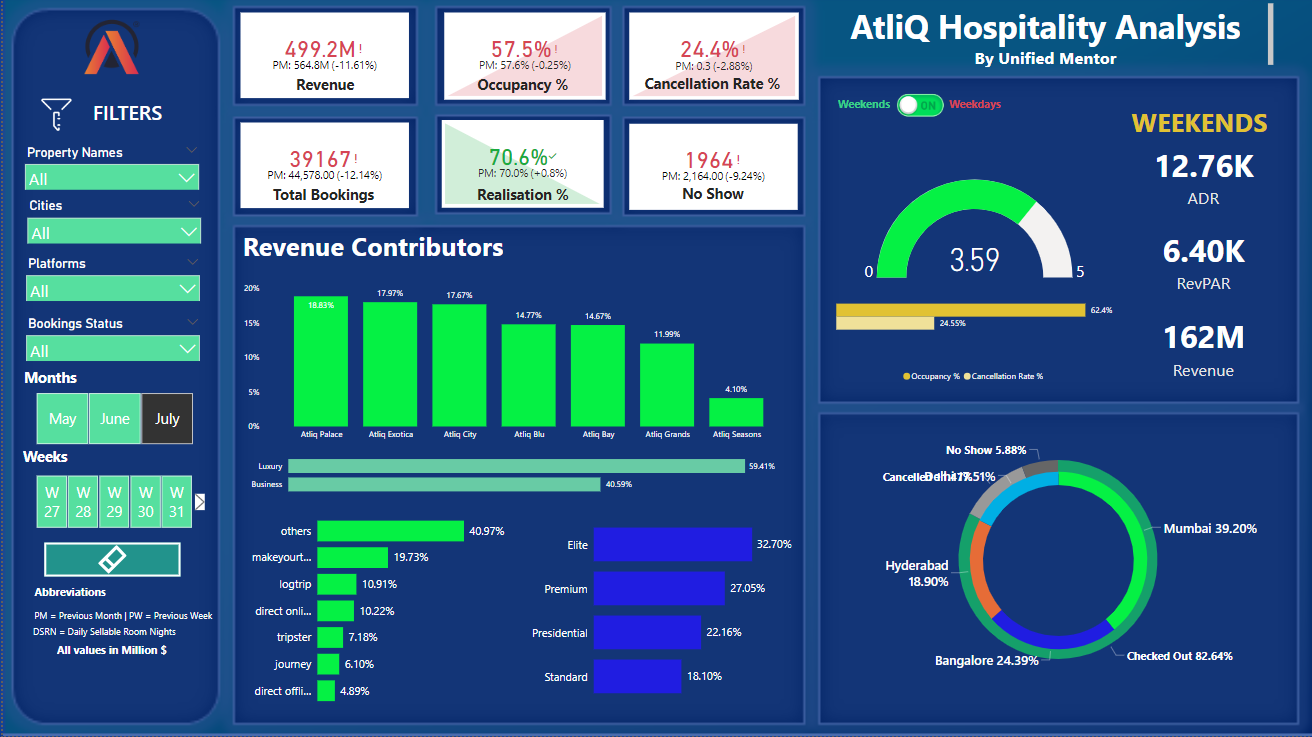 FILTERS
Property Names
All
Cities
All
Platforms
All
Bookings Status
All
Months
May June July
Weeks
W 27 W 28 W 29 W 30 W 31
Abbreviations
PM = Previous Month | PW = Previous Week
DSRN = Daily Sellable Room Nights
All values in Million $
499.2M!
PM: 564.8M (-11.61%)
Revenue
57.5%!
PM: 57.6% (-0.25%)
Occupancy %
24.4%!
PM: 0.3 (-2.88%)
Cancellation Rate %
39167!
PM: 44,578.00 (-12.14%)
Total Bookings
70.6%
PM: 70.0% (+0.8%)
Realisation %
1964!
PM: 2,164.00 (-9.24%)
No Show
Revenue Contributors
20%
15%
10%
5%
0%
18.83% 17.97% 17.67% 14.77% 14.67% 11.99% 4.10%
Atliq Palace Atliq Exotica Atliq City Atliq Blu Atliq Bay Atliq Grands Atliq Seasons
Luxury 59.41%
Business 40.59%
others 40.97%
makeyourt... 19.73%
logtrip 10.91%
direct onli... 10.22%
tripster 7.18%
journey 6.10%
direct offli... 4.89%
Elite 32.70%
Premium 27.05%
Presidential 22.16%
Standard 18.10%
AtliQ Hospitality Analysis
By Unified Mentor
Weekends ON Weekdays
WEEKENDS
12.76K
ADR
6.40K
RevPAR
162M
Revenue
0 3.59 5
62.4%
24.55%
Occupancy % Cancellation Rate %
No Show 5.88%
Cancelled
Delhi 17.51%
Mumbai 39.20%
Hyderabad
18.90%
Bangalore 24.39%
Checked Out 82.64%